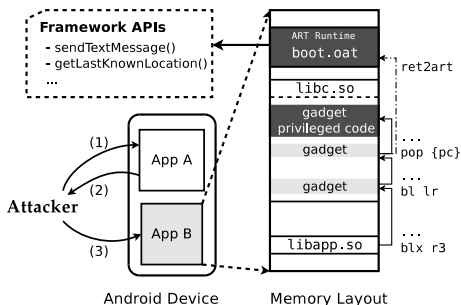 Framework APIs
- sendTextMessage()
- getLastKnownLocation()
...
ART Runtime
boot.oat
ret2art
libc.so
gadget
privileged code
...
gadget
pop {pc}
...
gadget
bl lr
libapp.so
blx r3
(1)
App A
(2)
Attacker
App B
(3)
Android Device
Memory Layout